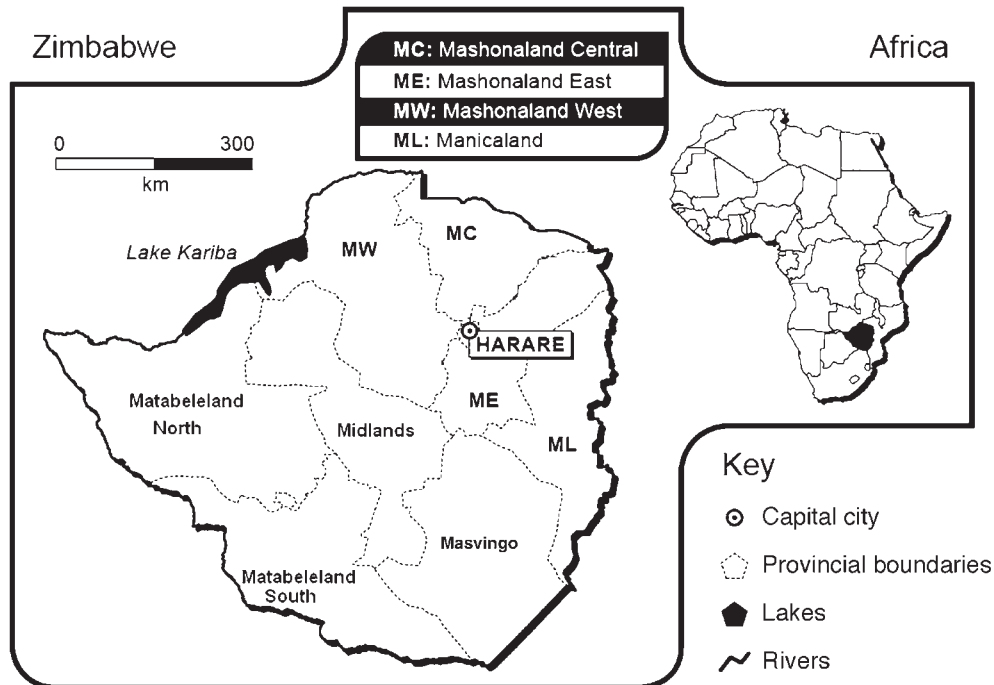 Zimbabwe
Africa
MC: Mashonaland Central
ME: Mashonaland East
MW: Mashonaland West
ML: Manicaland
0 300
km
Lake Kariba
MW
MC
HARARE
Matabeleland
North
Midlands
ME
ML
Masvingo
Matabeleland
South
Key
Capital city
Provincial boundaries
Lakes
Rivers